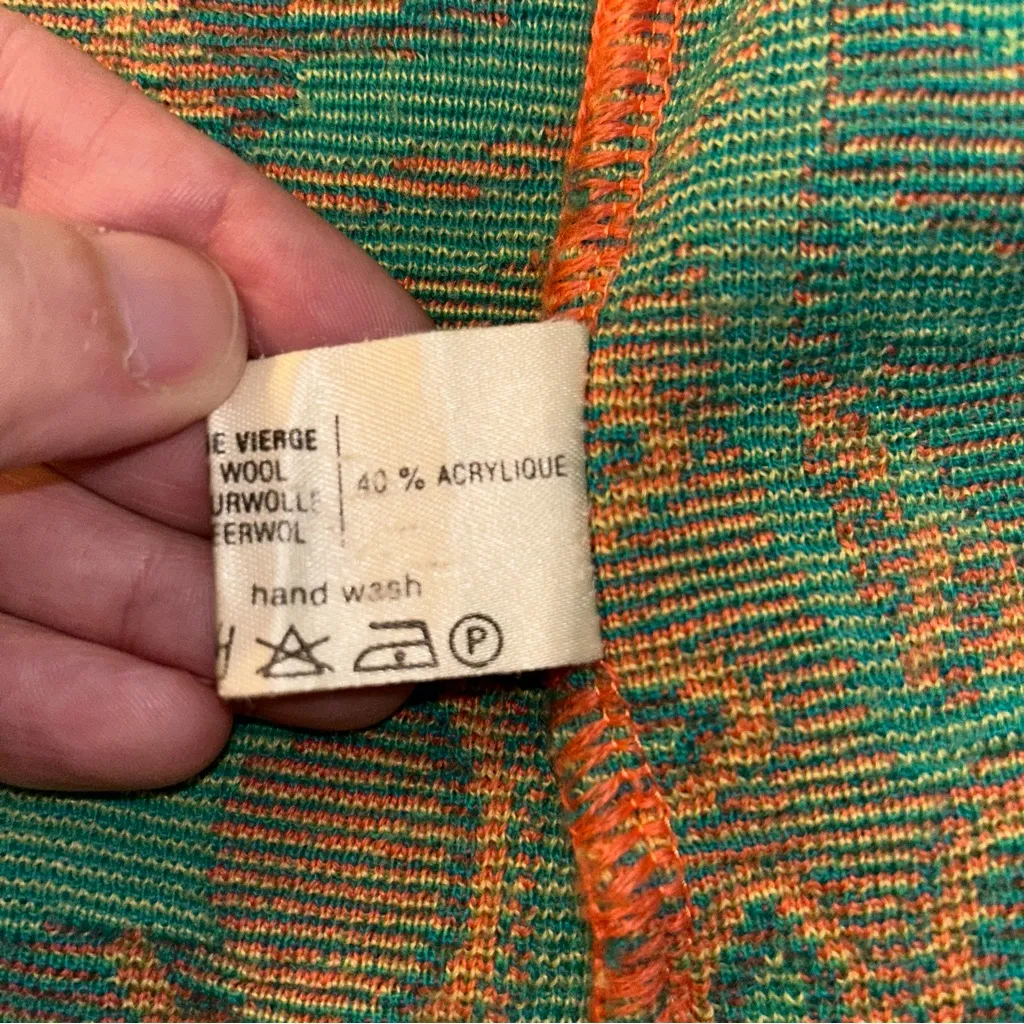 E VIERGE
WOOL
URWOLLE
EERWOL
40 % ACRYLIQUE
hand wash
P